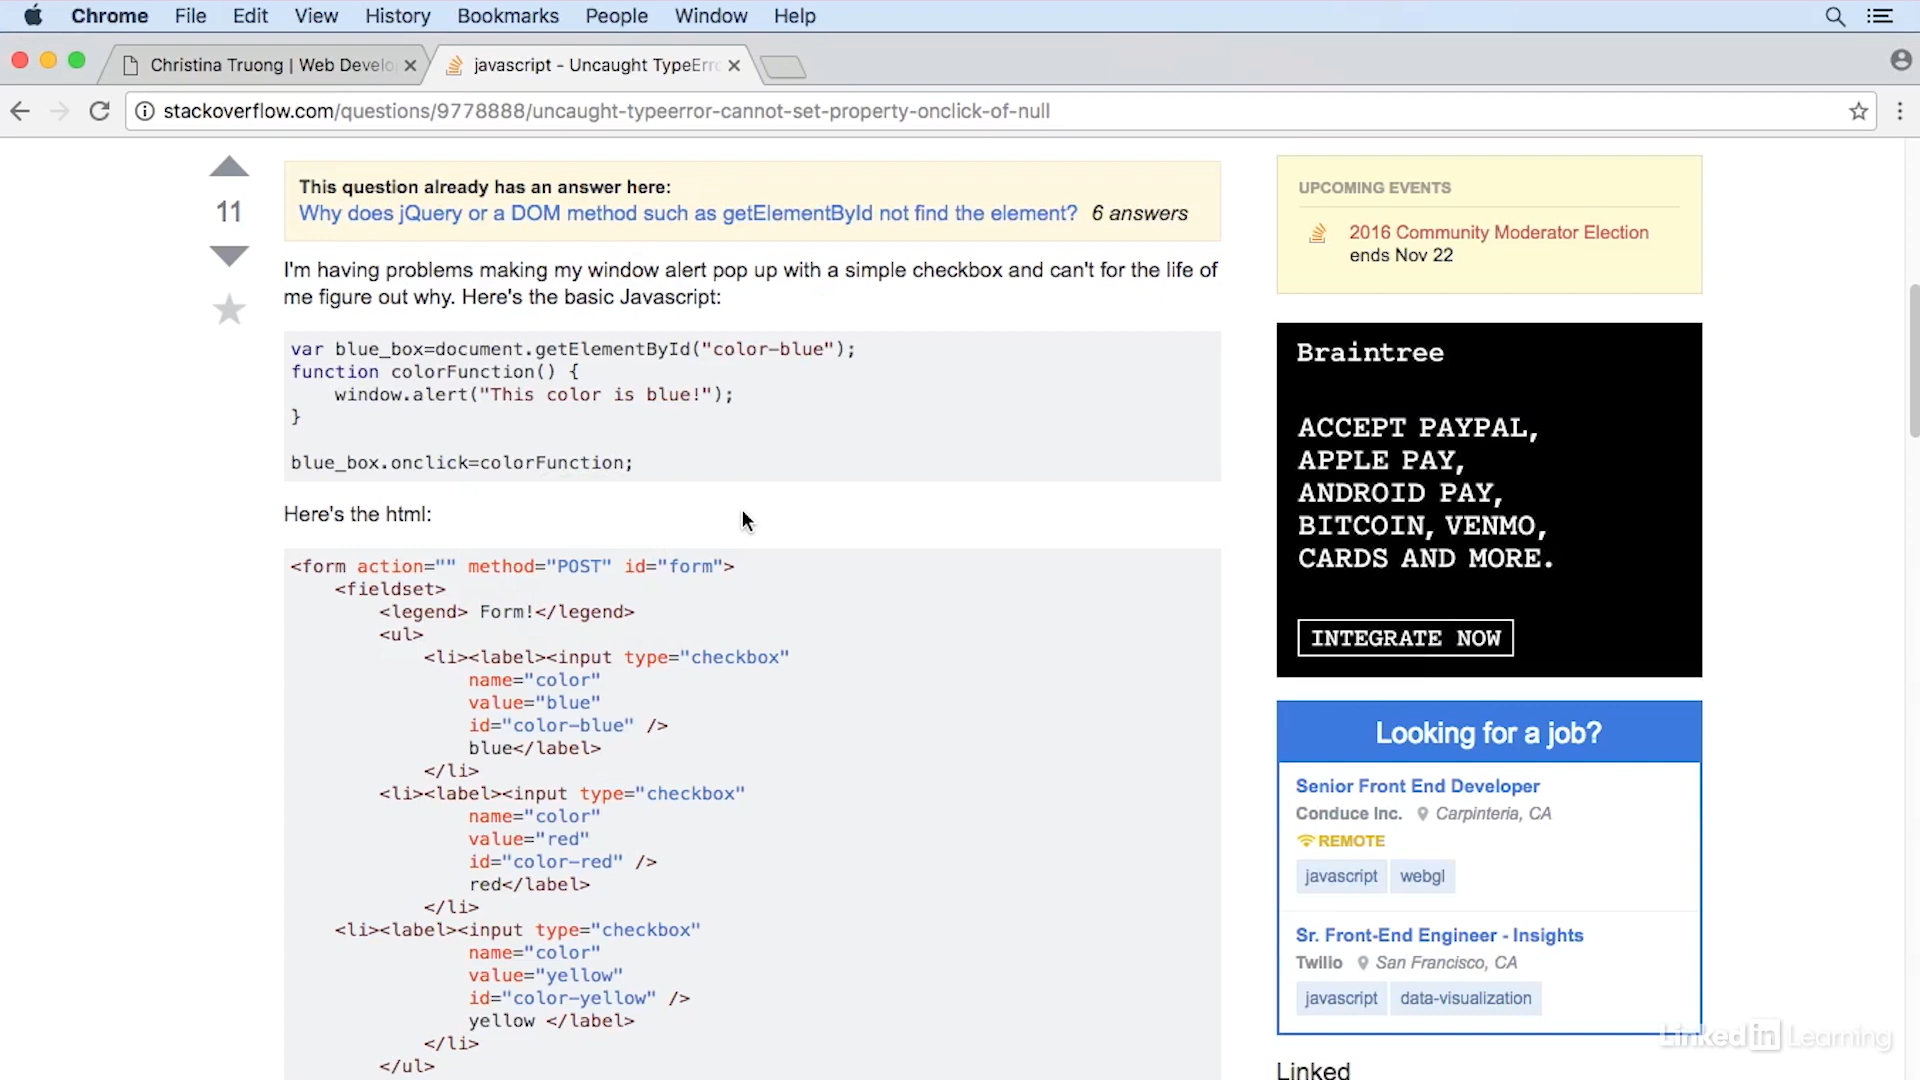 Chrome File Edit View History Bookmarks People Window Help
Christina Truong | Web Develo
javascript - Uncaught TypeErr
stackoverflow.com/questions/9778888/uncaught-typeerror-cannot-set-property-onclick-of-null
11
This question already has an answer here:
Why does jQuery or a DOM method such as getElementById not find the element? 6 answers
I'm having problems making my window alert pop up with a simple checkbox and can't for the life of
me figure out why. Here's the basic Javascript:
var blue_box=document.getElementById("color-blue");
function colorFunction() {
    window.alert("This color is blue!");
}
blue_box.onclick=colorFunction;
Here's the html:
<form action="" method="POST" id="form">
    <fieldset>
        <legend> Form!</legend>
        <ul>
            <li><label><input type="checkbox"
                name="color"
                value="blue"
                id="color-blue" />
                blue</label>
            </li>
        <li><label><input type="checkbox"
                name="color"
                value="red"
                id="color-red" />
                red</label>
            </li>
    <li><label><input type="checkbox"
                name="color"
                value="yellow"
                id="color-yellow" />
                yellow </label>
            </li>
        </ul>
UPCOMING EVENTS
2016 Community Moderator Election
ends Nov 22
Braintree
ACCEPT PAYPAL,
APPLE PAY,
ANDROID PAY,
BITCOIN, VENMO,
CARDS AND MORE.
INTEGRATE NOW
Looking for a job?
Senior Front End Developer
Conduce Inc. Carpinteria, CA
REMOTE
javascript webgl
Sr. Front-End Engineer - Insights
Twilio San Francisco, CA
javascript data-visualization
Linked
Linked in Learning